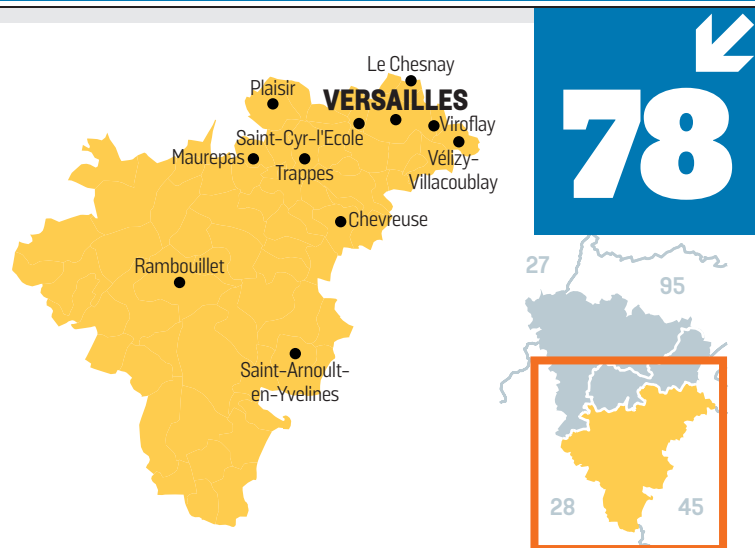 Le Chesnay
Plaisir
VERSAILLES
Viroflay
Saint-Cyr-l'Ecole
Maurepas
Trappes
Vélizy-
Villacoublay
Chevreuse
Rambouillet
Saint-Arnoult-
en-Yvelines
78
27
95
28
45